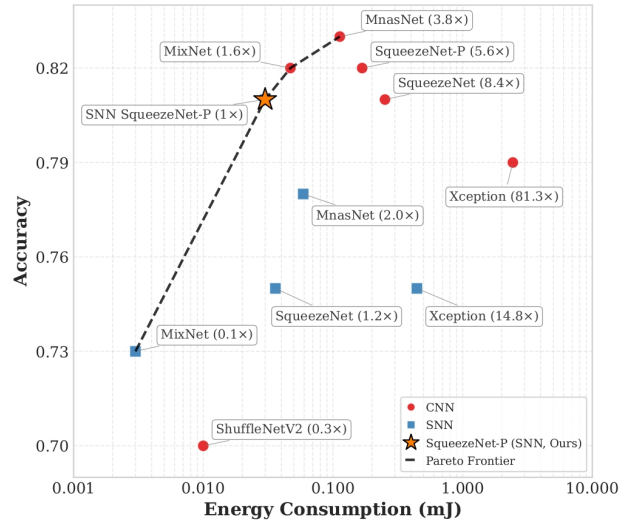 MnasNet (3.8×)
MixNet (1.6×)
SqueezeNet-P (5.6×)
0.82
SqueezeNet (8.4×)
SNN SqueezeNet-P (1×)
0.79
Xception (81.3×)
MnasNet (2.0×)
0.76
SqueezeNet (1.2×)
Xception (14.8×)
MixNet (0.1×)
0.73
ShuffleNetV2 (0.3×)
0.70
Accuracy
CNN
SNN
SqueezeNet-P (SNN, Ours)
Pareto Frontier
0.001
0.010
0.100
1.000
10.000
Energy Consumption (mJ)